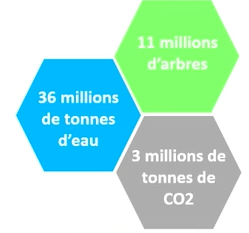 11 millions
d'arbres
36 millions
de tonnes
d'eau
3 millions de
tonnes de
CO2